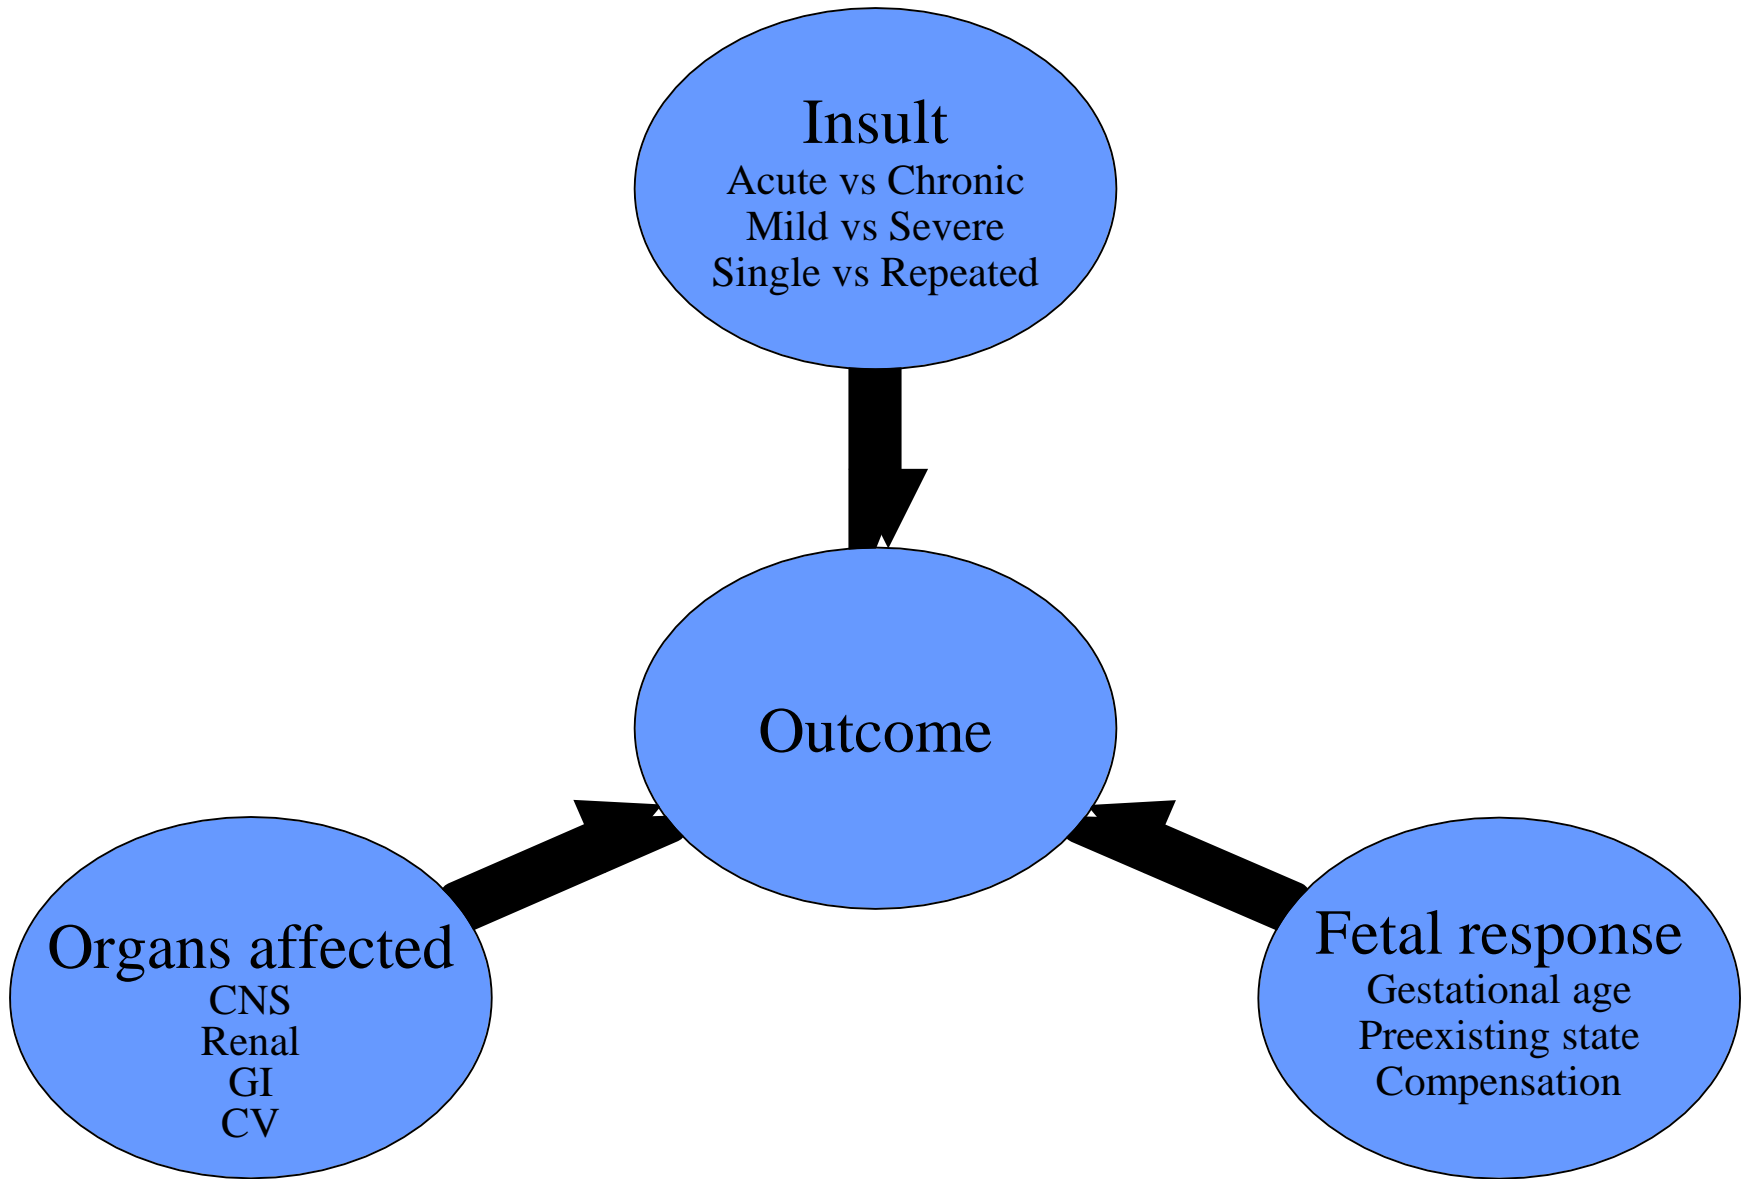 Insult
Acute vs Chronic
Mild vs Severe
Single vs Repeated
Outcome
Organs affected
CNS
Renal
GI
CV
Fetal response
Gestational age
Preexisting state
Compensation